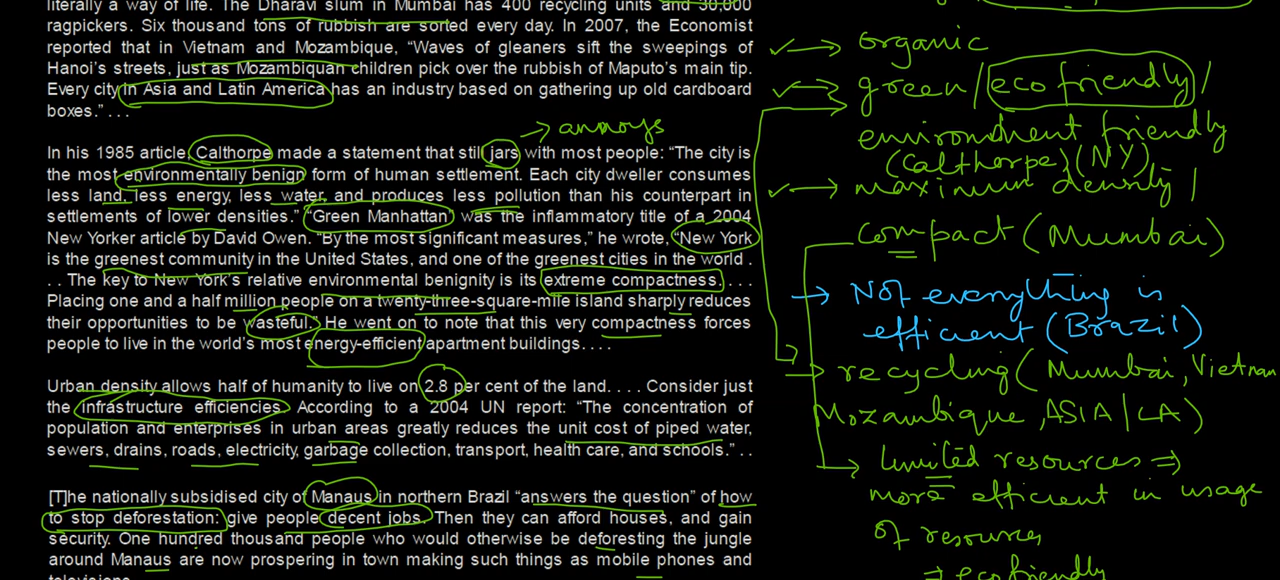 literally a way of life. The Dharavi slum in Mumbai has 400 recycling units and 30,000
ragpickers. Six thousand tons of rubbish are sorted every day. In 2007, the Economist
reported that in Vietnam and Mozambique, “Waves of gleaners sift the sweepings of
Hanoi’s streets, just as Mozambiquan children pick over the rubbish of Maputo’s main tip.
Every city in Asia and Latin America has an industry based on gathering up old cardboard
boxes.” . . .
→ annoys
In his 1985 article, Calthorpe made a statement that still jars with most people: “The city is
the most environmentally benign form of human settlement. Each city dweller consumes
less land, less energy, less water, and produces less pollution than his counterpart in
settlements of lower densities.” “Green Manhattan” was the inflammatory title of a 2004
New Yorker article by David Owen. “By the most significant measures,” he wrote, “New York
is the greenest community in the United States, and one of the greenest cities in the world .
. . The key to New York’s relative environmental benignity is its extreme compactness. . . .
Placing one and a half million people on a twenty-three-square-mile island sharply reduces
their opportunities to be wasteful.” He went on to note that this very compactness forces
people to live in the world’s most energy-efficient apartment buildings. . . .
Urban density allows half of humanity to live on 2.8 per cent of the land. . . . Consider just
the infrastructure efficiencies. According to a 2004 UN report: “The concentration of
population and enterprises in urban areas greatly reduces the unit cost of piped water,
sewers, drains, roads, electricity, garbage collection, transport, health care, and schools.” . .
[T]he nationally subsidised city of Manaus in northern Brazil “answers the question” of how
to stop deforestation: give people decent jobs. Then they can afford houses, and gain
security. One hundred thousand people who would otherwise be deforesting the jungle
around Manaus are now prospering in town making such things as mobile phones and
televisions.
✓→ organic
✓→ green / eco friendly /
environment friendly
(Calthorpe) (NY)
✓→ maximum density /
compact (Mumbai)
→ Not everything is
efficient (Brazil)
→ recycling (Mumbai, Vietnam
Mozambique, ASIA / LA)
→ limited resources ⇒
more efficient in usage
of resources
⇒ ecofriendly